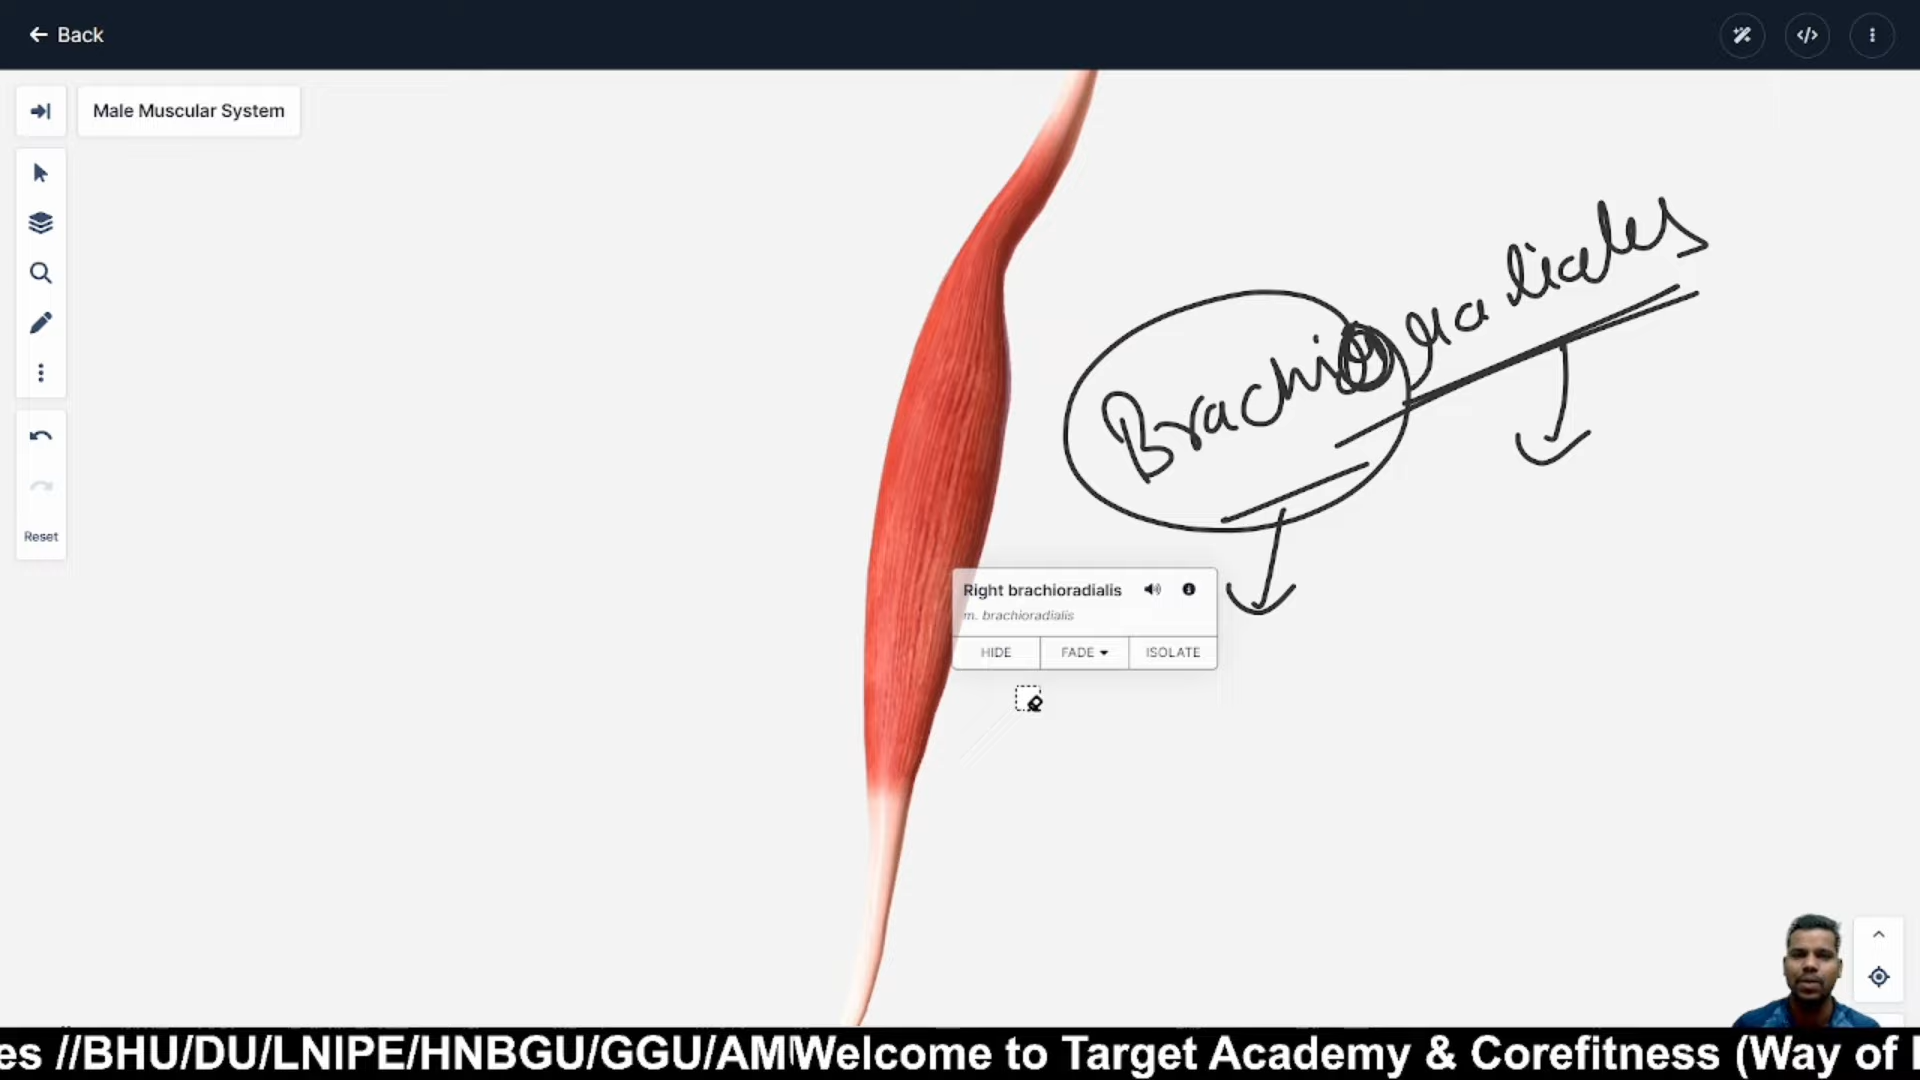 Back
Male Muscular System
Brachioradiales
Reset
Right brachioradialis
m. brachioradialis
HIDE FADE ISOLATE
es //BHU/DU/LNIPE/HNBGU/GGU/AM Welcome to Target Academy & Corefitness (Way of